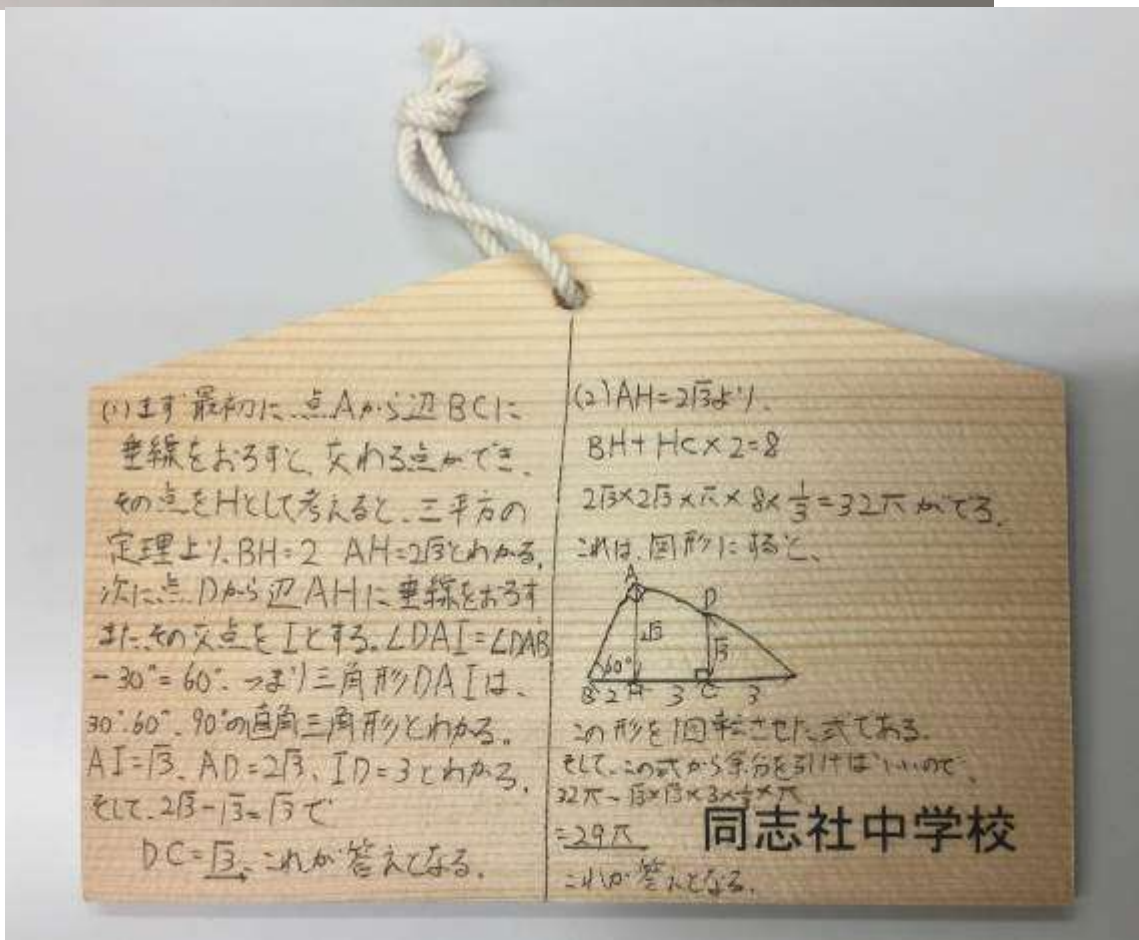 (1)まず最初に、点Aから辺BCに
垂線をおろすと、交わる点ができ、
その点をHとして考えると、三平方の
定理より、BH=2 AH=2√3とわかる。
次に点Dから辺AHに垂線をおろす
またその交点をIとする。∠DAI=∠DAB
-30°=60°、つまり三角形DAIは、
30°.60°.90°の直角三角形とわかる。
AI=√3、AD=2√3、ID=3とわかる。
そして、2√3-√3=√3で
DC=√3、これが答えとなる。
(2)AH=2√3より、
BH+HC×2=8
2√3×2√3×π×8×1/3=32πがでる。
これは、図形にすると、
A
D
2√3
√3
60°
B 2 H 3 C 3
この形を1回転させた式である。
そして、この式から余分を引けばいいので、
32π-√3×√3×3×1/3×π
=29π
これが答えとなる。
同志社中学校